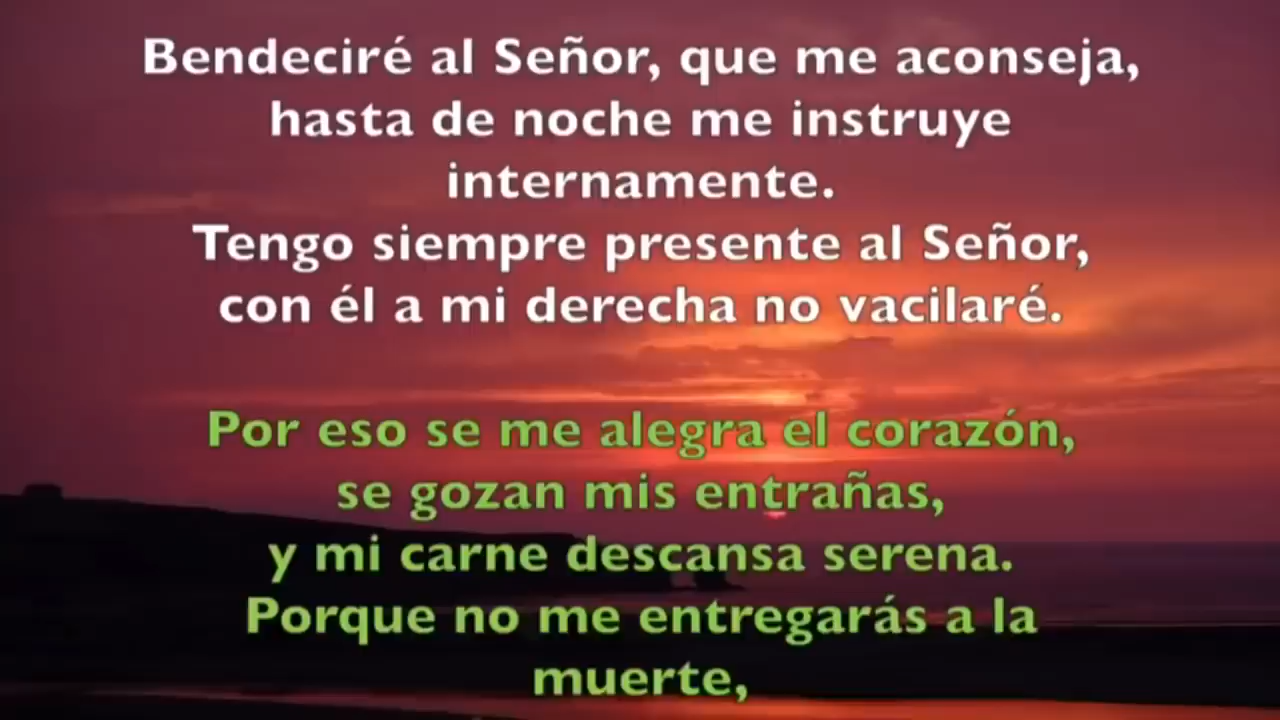 Bendeciré al Señor, que me aconseja,
hasta de noche me instruye
internamente.
Tengo siempre presente al Señor,
con él a mi derecha no vacilaré.
Por eso se me alegra el corazón,
se gozan mis entrañas,
y mi carne descansa serena.
Porque no me entregarás a la
muerte,